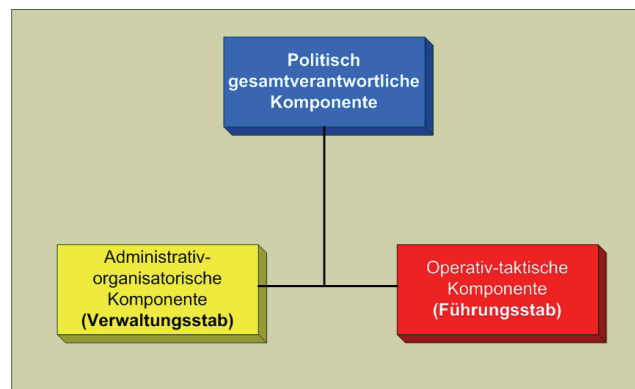 Politisch
gesamtverantwortliche
Komponente
Administrativ-
organisatorische
Komponente
(Verwaltungsstab)
Operativ-taktische
Komponente
(Führungsstab)